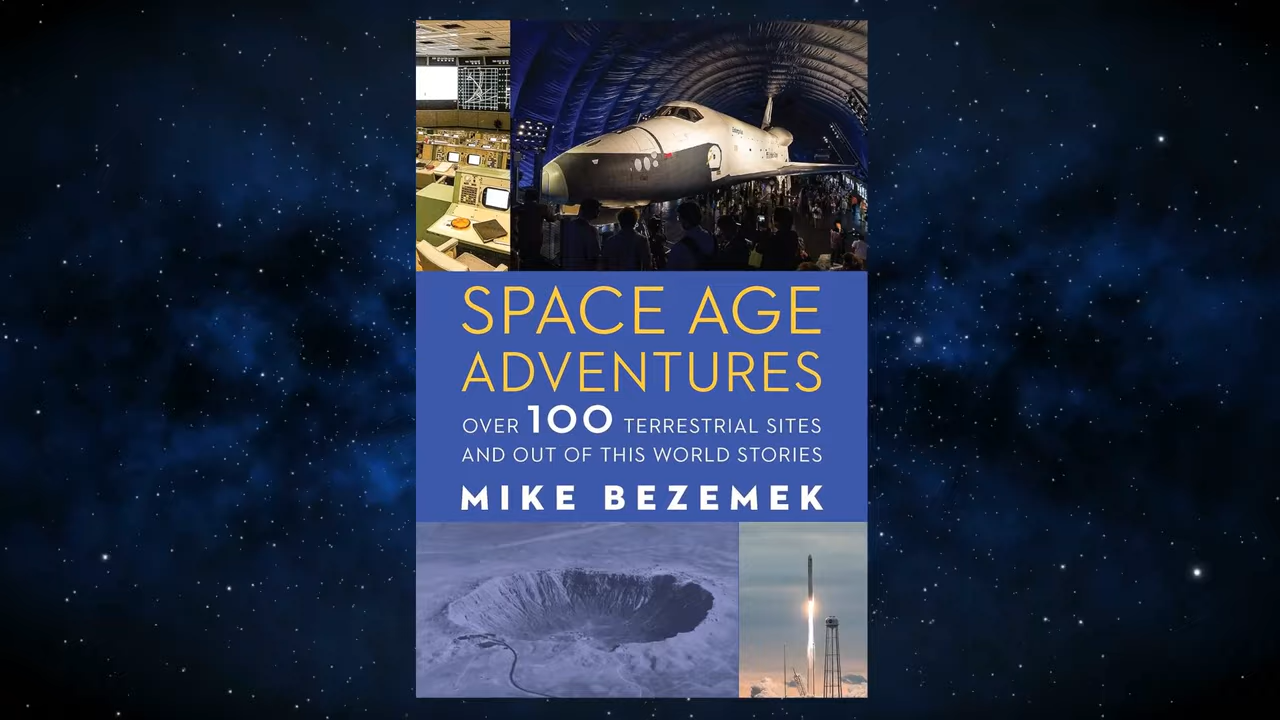 SPACE AGE
ADVENTURES
OVER 100 TERRESTRIAL SITES
AND OUT OF THIS WORLD STORIES
MIKE BEZEMEK